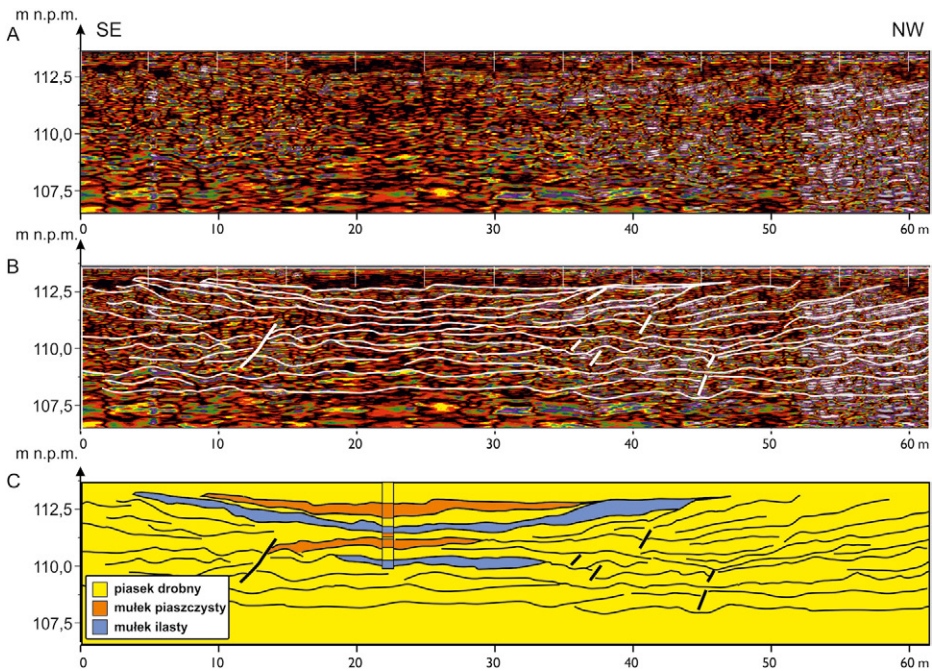 m n.p.m.
A
SE
NW
112,5
110,0
107,5
0 10 20 30 40 50 60 m
m n.p.m.
B
112,5
110,0
107,5
0 10 20 30 40 50 60 m
m n.p.m.
C
112,5
110,0
107,5
piasek drobny
mułek piaszczysty
mułek ilasty
0 10 20 30 40 50 60 m